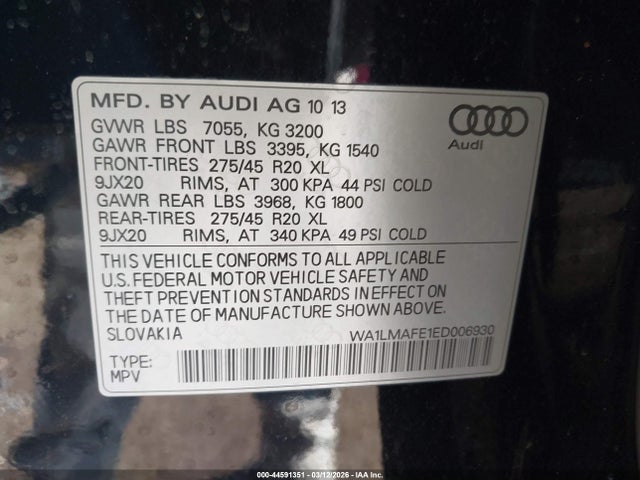 MFD. BY AUDI AG 10 13
GVWR LBS 7055, KG 3200
GAWR FRONT LBS 3395, KG 1540
FRONT-TIRES 275/45 R20 XL
9JX20 RIMS, AT 300 KPA 44 PSI COLD
GAWR REAR LBS 3968, KG 1800
REAR-TIRES 275/45 R20 XL
9JX20 RIMS, AT 340 KPA 49 PSI COLD
Audi
THIS VEHICLE CONFORMS TO ALL APPLICABLE
U.S. FEDERAL MOTOR VEHICLE SAFETY AND
THEFT PREVENTION STANDARDS IN EFFECT ON
THE DATE OF MANUFACTURE SHOWN ABOVE.
SLOVAKIA WA1LMAFE1ED006930
TYPE:
MPV
000-44591351 - 03/12/2026 - IAA Inc.